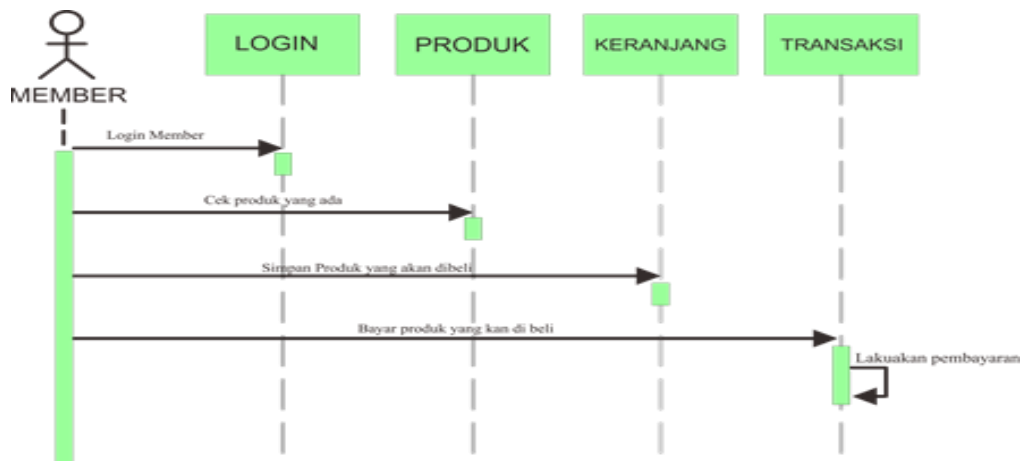 LOGIN
PRODUK
KERANJANG
TRANSAKSI
MEMBER
Login Member
Cek produk yang ada
Simpan Produk yang akan dibeli
Bayar produk yang kan di beli
Lakuakan pembayaran